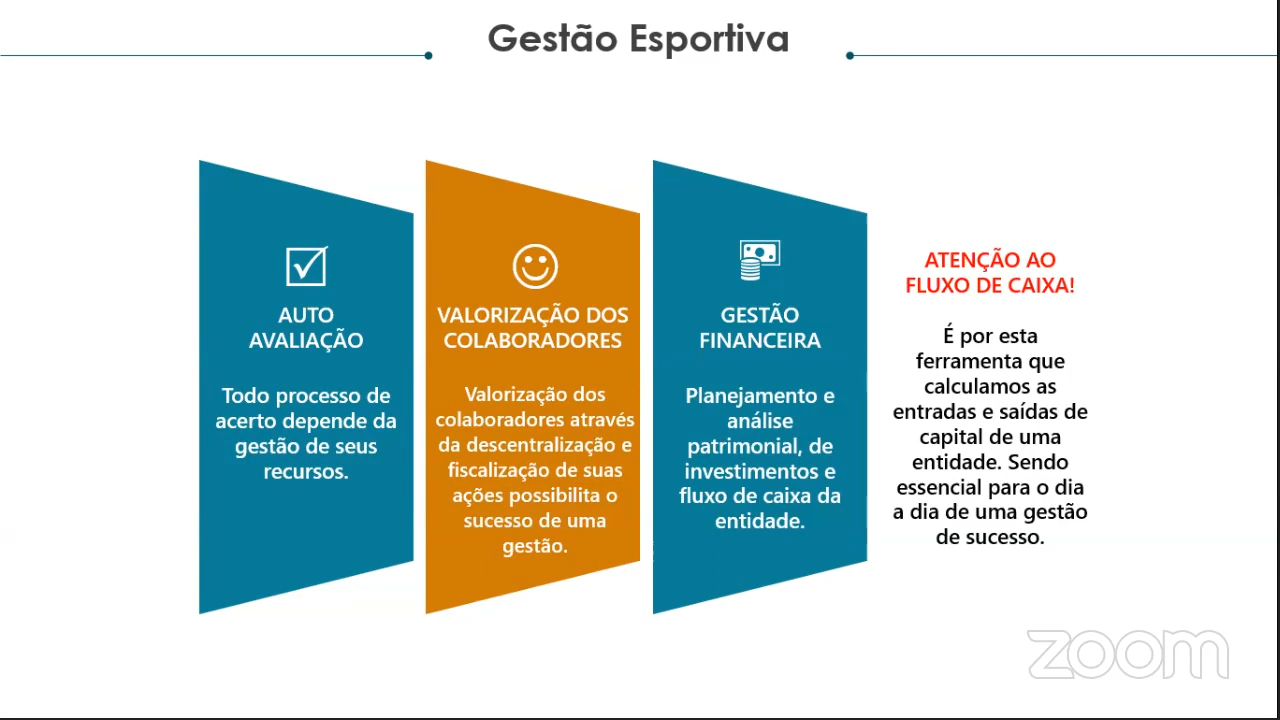 Gestão Esportiva
AUTO
AVALIAÇÃO
Todo processo de
acerto depende da
gestão de seus
recursos.
VALORIZAÇÃO DOS
COLABORADORES
Valorização dos
colaboradores através
da descentralização e
fiscalização de suas
ações possibilita o
sucesso de uma
gestão.
GESTÃO
FINANCEIRA
Planejamento e
análise
patrimonial, de
investimentos e
fluxo de caixa da
entidade.
ATENÇÃO AO
FLUXO DE CAIXA!
É por esta
ferramenta que
calculamos as
entradas e saídas de
capital de uma
entidade. Sendo
essencial para o dia
a dia de uma gestão
de sucesso.
zoom